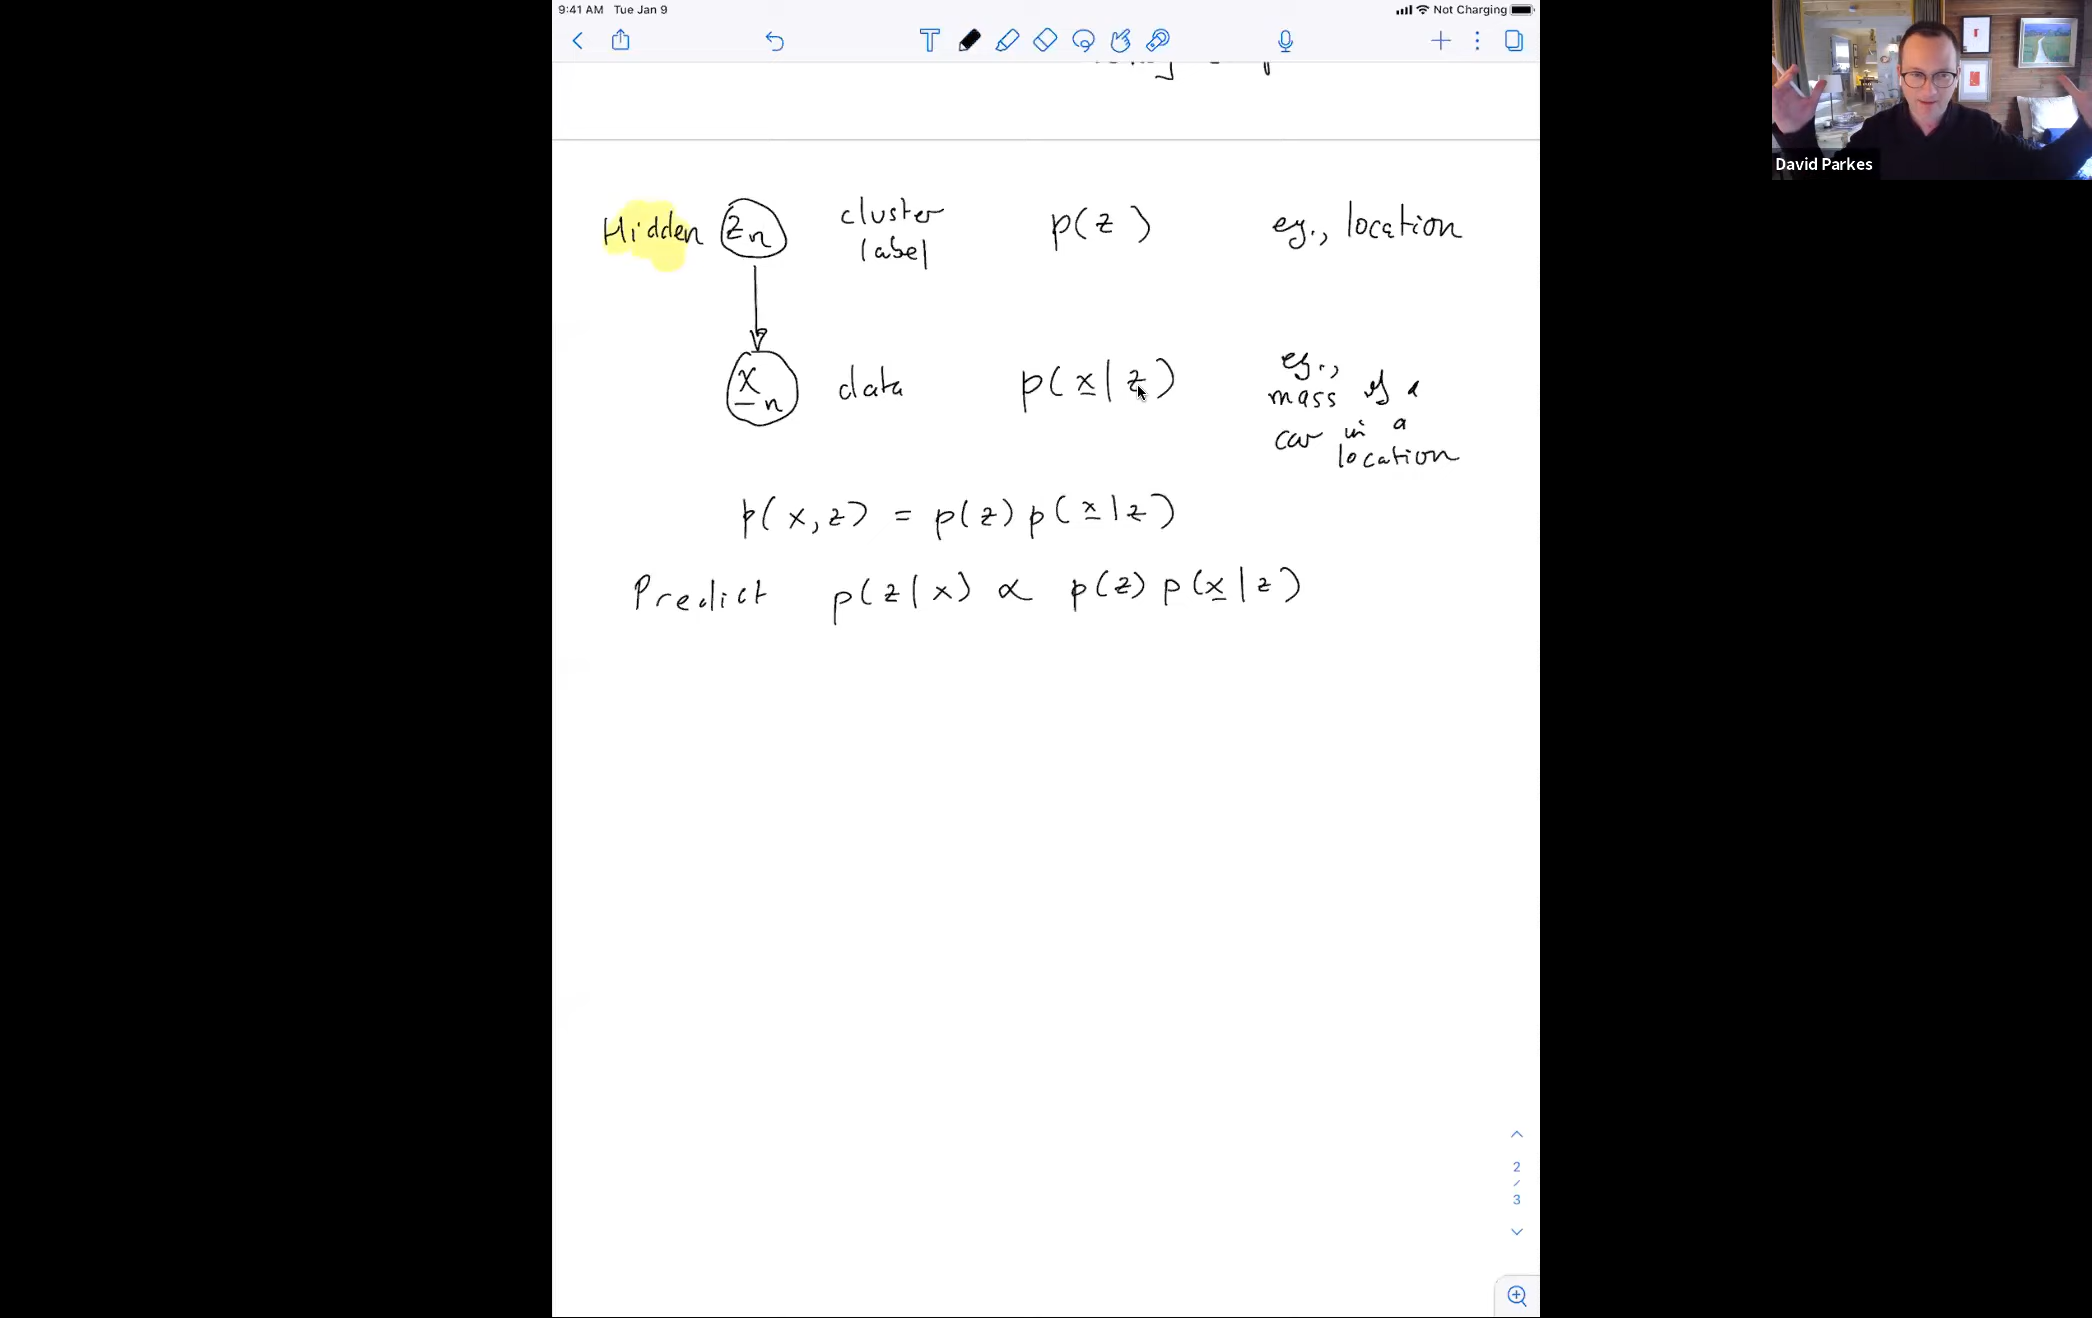 9:41 AM Tue Jan 9
Not Charging
David Parkes
Hidden zn cluster label p(z) eg., location
xn data p(x|z) eg., mass of a car in a location
p(x,z) = p(z) p(x|z)
Predict p(z|x) ∝ p(z) p(x|z)
2
/
3